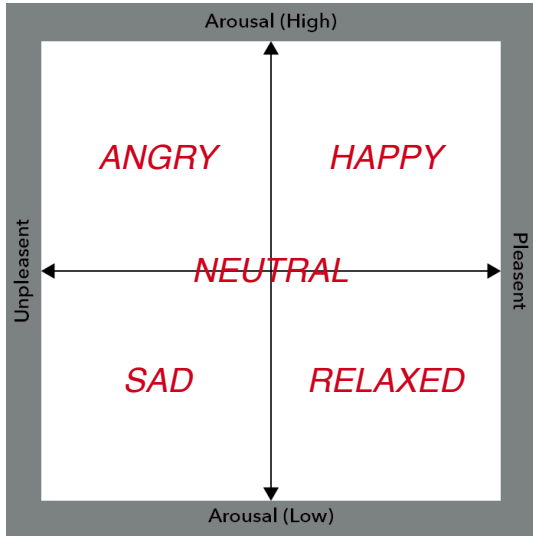 Arousal (High)
ANGRY
HAPPY
Unpleasent
NEUTRAL
Pleasent
SAD
RELAXED
Arousal (Low)